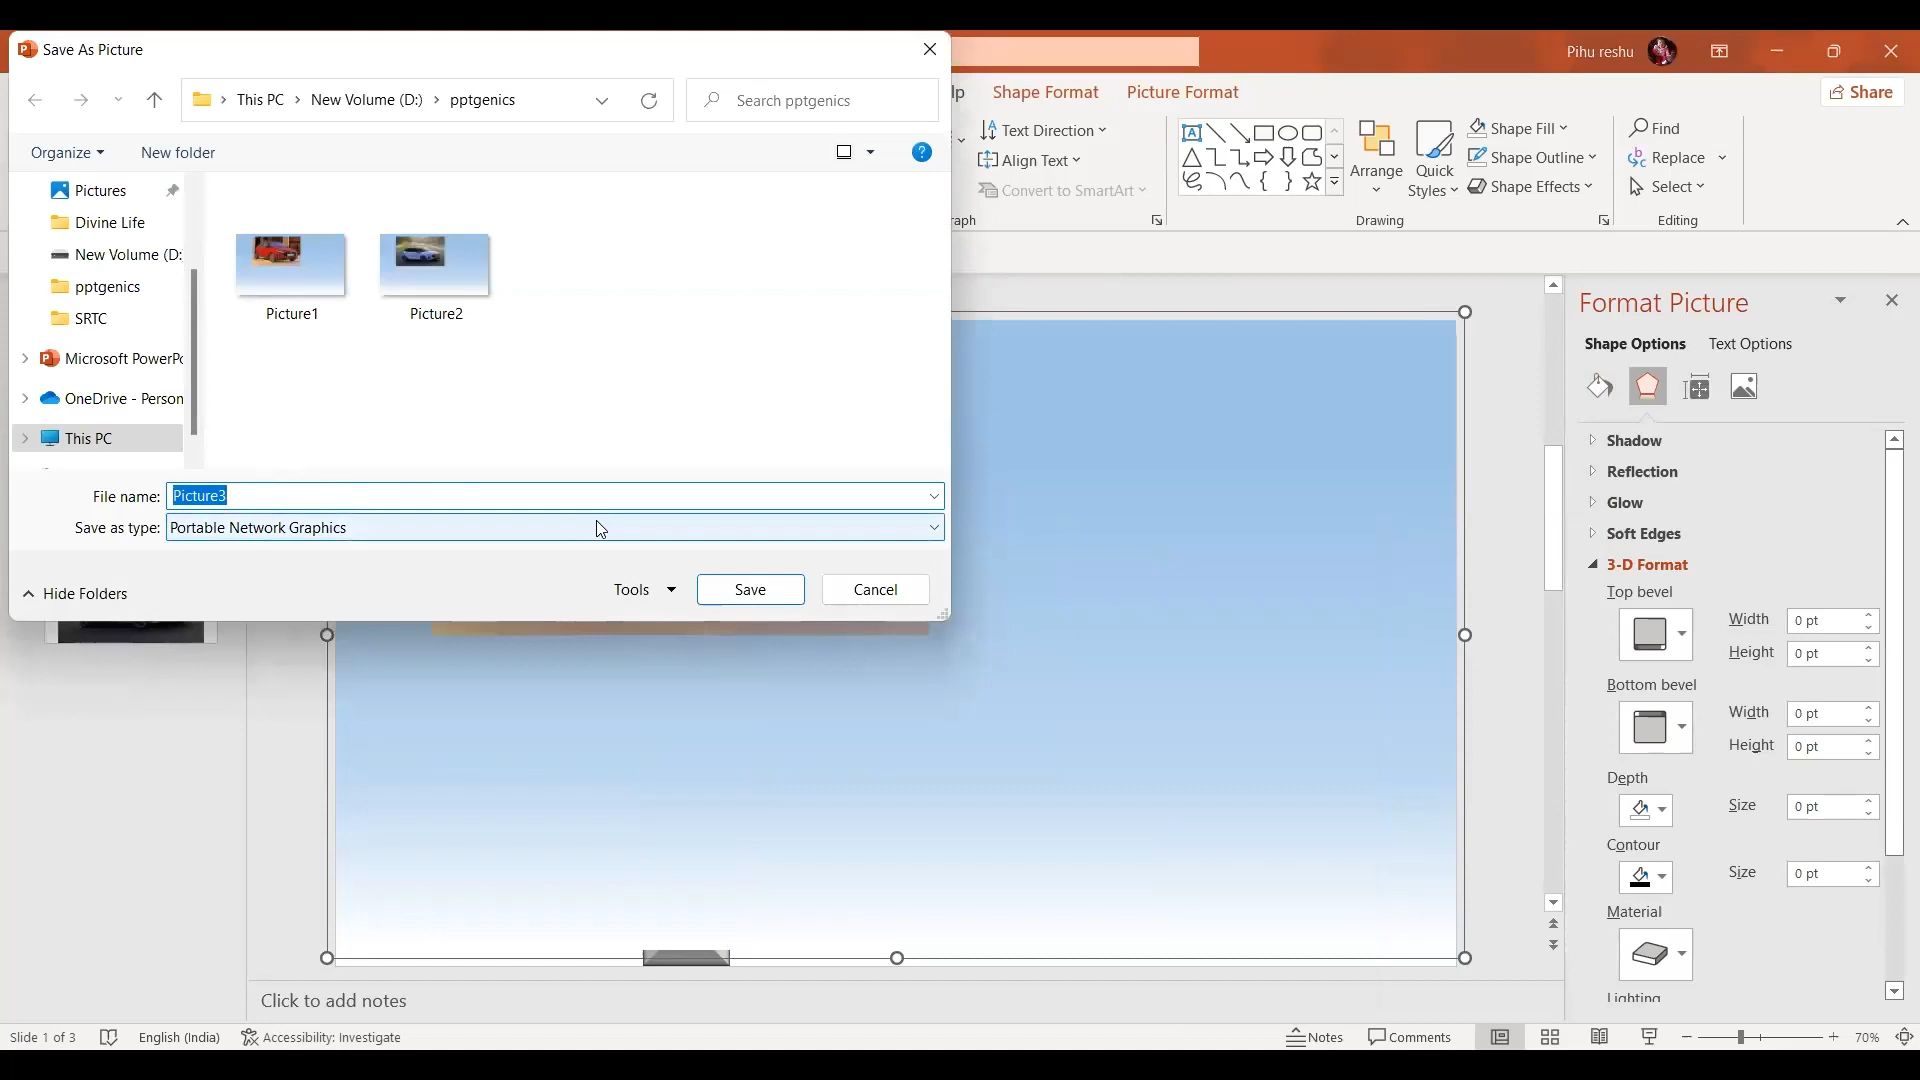 Save As Picture
Pihu reshu
This PC
New Volume (D:)
pptgenics
Search pptgenics
lp
Shape Format
Picture Format
Share
Organize
New folder
Pictures
Divine Life
New Volume (D:
pptgenics
SRTC
Microsoft PowerPo
OneDrive - Person
This PC
Picture1
Picture2
File name:
Picture3
Save as type:
Portable Network Graphics
Hide Folders
Tools
Save
Cancel
Text Direction
Align Text
Convert to SmartArt
raph
Arrange
Quick
Styles
Shape Fill
Shape Outline
Shape Effects
Drawing
Find
Replace
Select
Editing
Format Picture
Shape Options
Text Options
Shadow
Reflection
Glow
Soft Edges
3-D Format
Top bevel
Width
0 pt
Height
0 pt
Bottom bevel
Width
0 pt
Height
0 pt
Depth
Size
0 pt
Contour
Size
0 pt
Material
Lighting
Click to add notes
Slide 1 of 3
English (India)
Accessibility: Investigate
Notes
Comments
70%